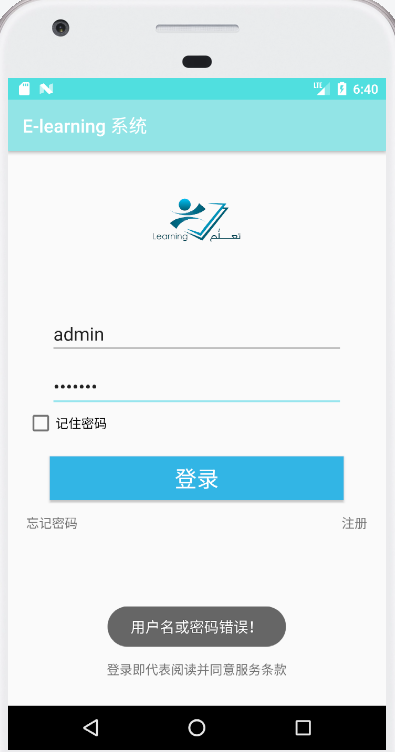 LTE 6:40
E-learning 系统
Learning تعلّم
admin
•••••••
记住密码
登录
忘记密码 注册
用户名或密码错误！
登录即代表阅读并同意服务条款